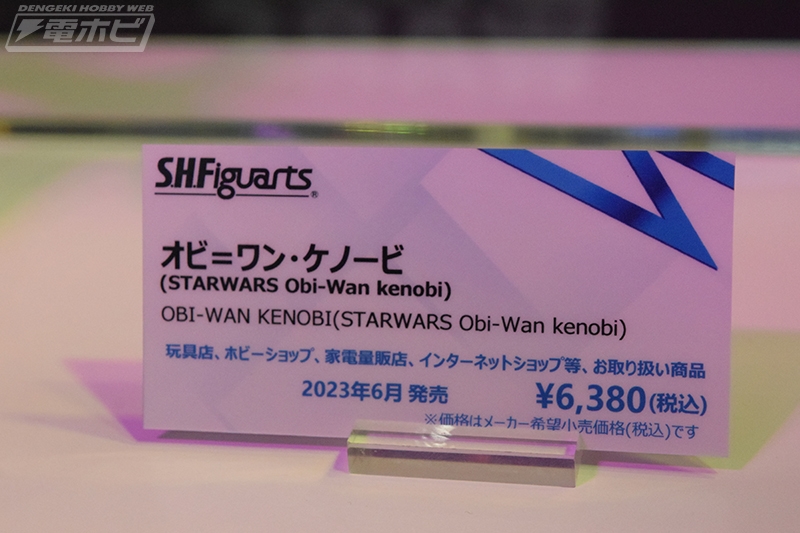 DENGEKI HOBBY WEB
電ホビ
S.H.Figuarts®
オビ＝ワン・ケノービ
(STARWARS Obi-Wan kenobi)
OBI-WAN KENOBI(STARWARS Obi-Wan kenobi)
玩具店、ホビーショップ、家電量販店、インターネットショップ等、お取り扱い商品
2023年6月 発売 ¥6,380(税込)
※価格はメーカー希望小売価格(税込)です